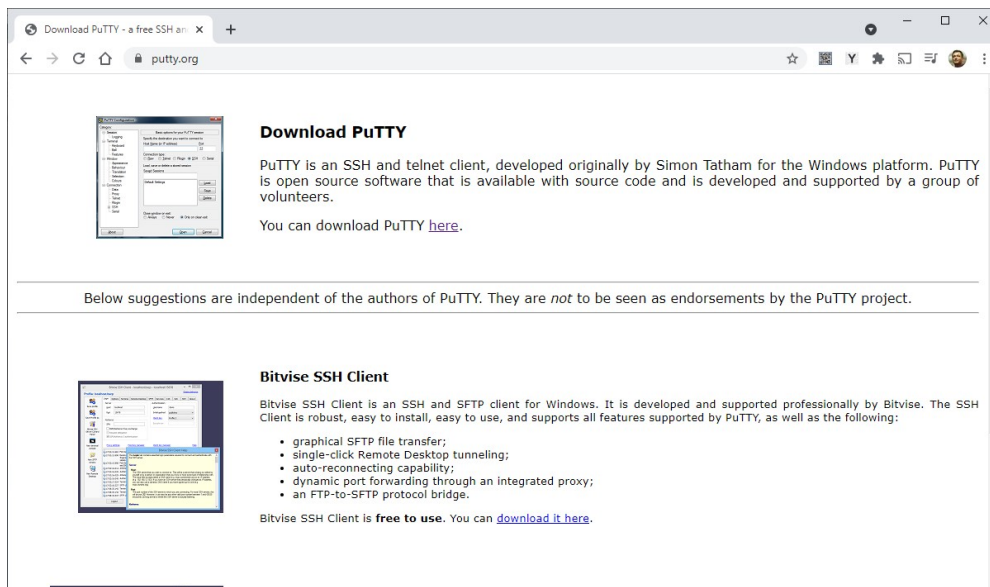 Download PuTTY - a free SSH an
putty.org
Y
Download PuTTY
PuTTY is an SSH and telnet client, developed originally by Simon Tatham for the Windows platform. PuTTY
is open source software that is available with source code and is developed and supported by a group of
volunteers.
You can download PuTTY here.
Below suggestions are independent of the authors of PuTTY. They are not to be seen as endorsements by the PuTTY project.
Bitvise SSH Client
Bitvise SSH Client is an SSH and SFTP client for Windows. It is developed and supported professionally by Bitvise. The SSH
Client is robust, easy to install, easy to use, and supports all features supported by PuTTY, as well as the following:
• graphical SFTP file transfer;
• single-click Remote Desktop tunneling;
• auto-reconnecting capability;
• dynamic port forwarding through an integrated proxy;
• an FTP-to-SFTP protocol bridge.
Bitvise SSH Client is free to use. You can download it here.